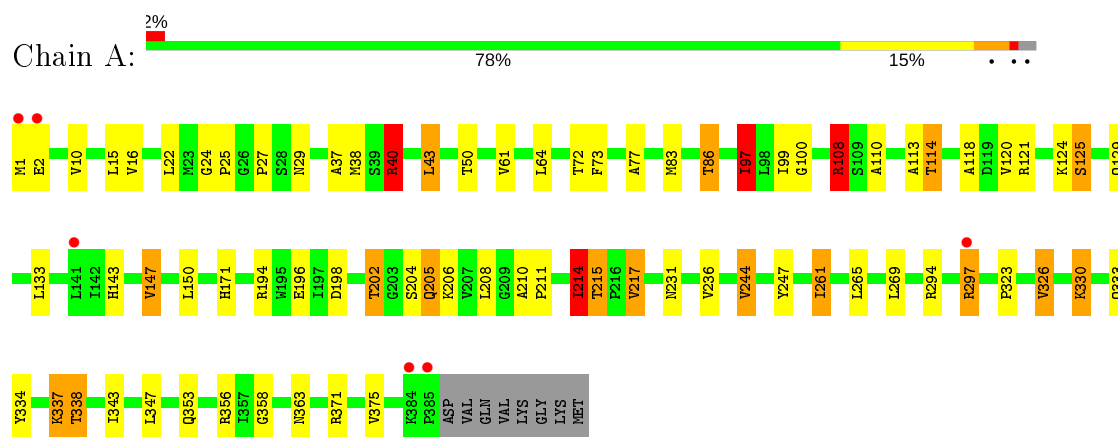 2%
Chain A:
78% 15% • • •
M1 E2 V10 L15 V16 L22 M23 G24 P25 G26 P27 S28 N29 A37 M38 S39 R40 L43 T50 V61 L64 T72 F73 A77 M83 T86 I97 L98 I99 G100 R108 S109 A110 A113 T114 A118 D119 V120 R121 K124 S125
L133 L141 I142 H143 V147 L150 H171 R194 W195 E196 I197 D198 T202 G203 S204 Q205 K206 V207 L208 G209 A210 P211 I214 T215 P216 V217 N231 V236 V244 Y247 I261 L265 L269 R294 R297 P323 V326 K330
Y334 K337 T338 I343 L347 Q353 R356 I357 G358 N363 R371 V375 K384 P385 ASP VAL GLN VAL LYS GLY LYS MET